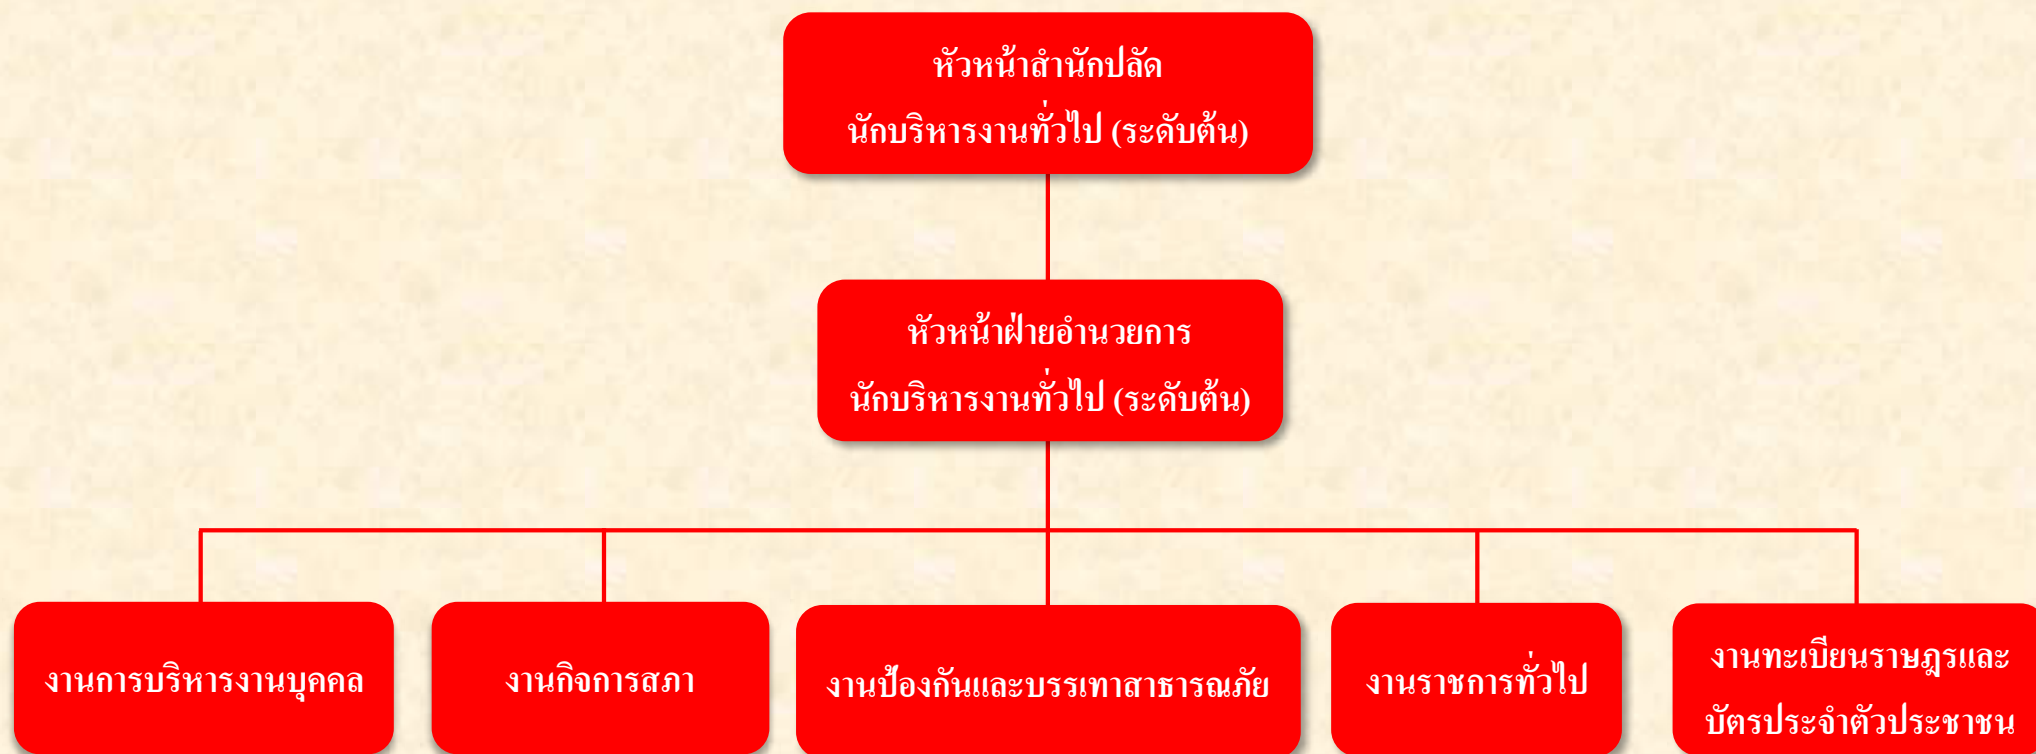 หัวหน้าสำนักปลัด
นักบริหารงานทั่วไป (ระดับต้น)
หัวหน้าฝ่ายอำนวยการ
นักบริหารงานทั่วไป (ระดับต้น)
งานการบริหารงานบุคคล
งานกิจการสภา
งานป้องกันและบรรเทาสาธารณภัย
งานราชการทั่วไป
งานทะเบียนราษฎรและ
บัตรประจำตัวประชาชน